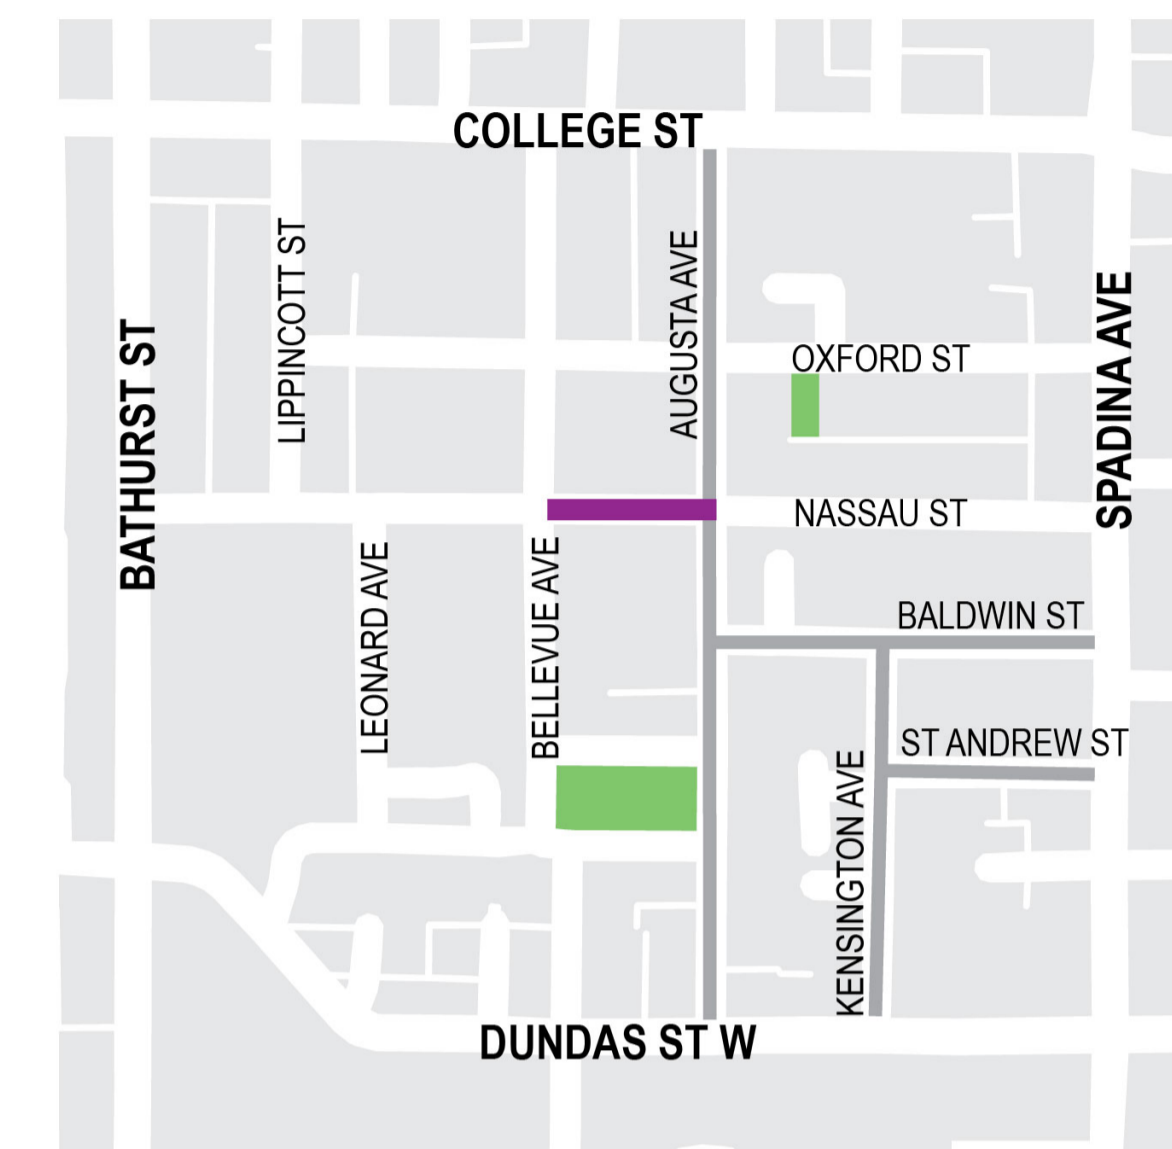 COLLEGE ST
LIPPINCOTT ST
AUGUSTA AVE
SPADINA AVE
BATHURST ST
OXFORD ST
NASSAU ST
LEONARD AVE
BELLEVUE AVE
BALDWIN ST
ST ANDREW ST
KENSINGTON AVE
DUNDAS ST W